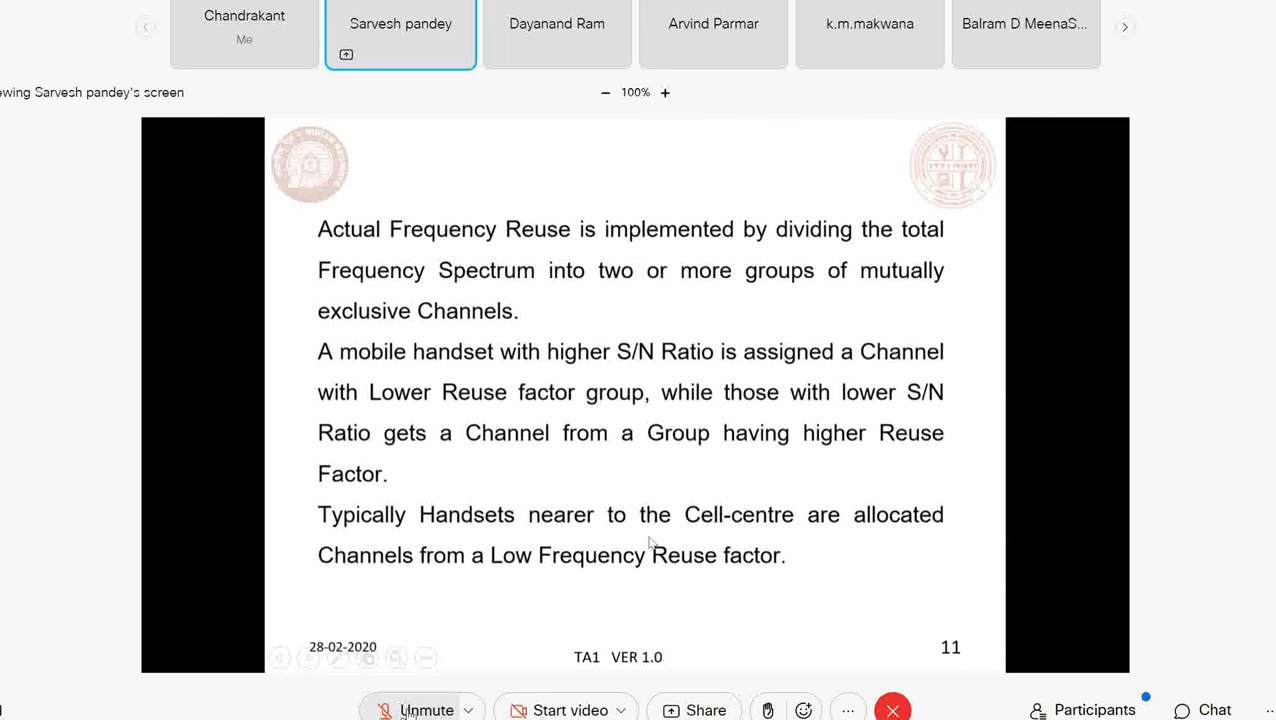 Chandrakant
Me
Sarvesh pandey
Dayanand Ram
Arvind Parmar
k.m.makwana
Balram D MeenaS...
ewing Sarvesh pandey's screen
100%
Actual Frequency Reuse is implemented by dividing the total
Frequency Spectrum into two or more groups of mutually
exclusive Channels.
A mobile handset with higher S/N Ratio is assigned a Channel
with Lower Reuse factor group, while those with lower S/N
Ratio gets a Channel from a Group having higher Reuse
Factor.
Typically Handsets nearer to the Cell-centre are allocated
Channels from a Low Frequency Reuse factor.
28-02-2020
TA1 VER 1.0
11
Unmute
Start video
Share
...
Participants
Chat